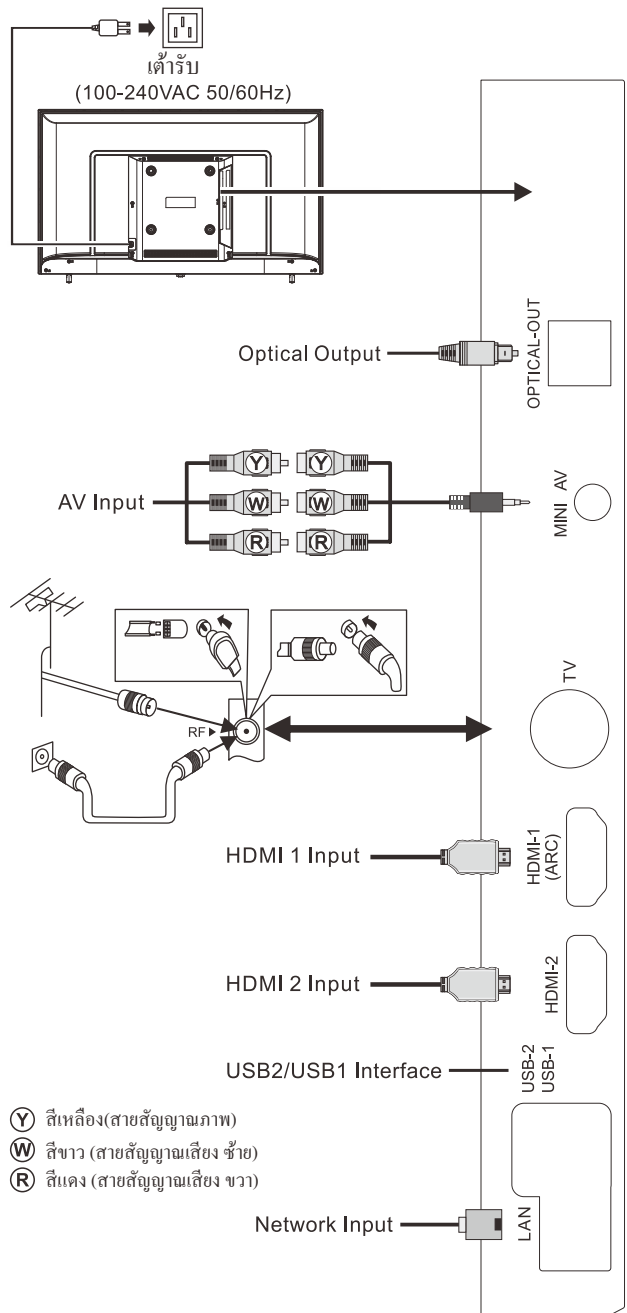 เต้ารับ
(100-240VAC 50/60Hz)
Optical Output
OPTICAL-OUT
AV Input
Y
W
R
Y
W
R
MINI AV
RF
TV
HDMI 1 Input
HDMI-1
(ARC)
HDMI 2 Input
HDMI-2
USB2/USB1 Interface
USB-2
USB-1
Y สีเหลือง(สายสัญญาณภาพ)
W สีขาว (สายสัญญาณเสียง ซ้าย)
R สีแดง (สายสัญญาณเสียง ขวา)
Network Input
LAN